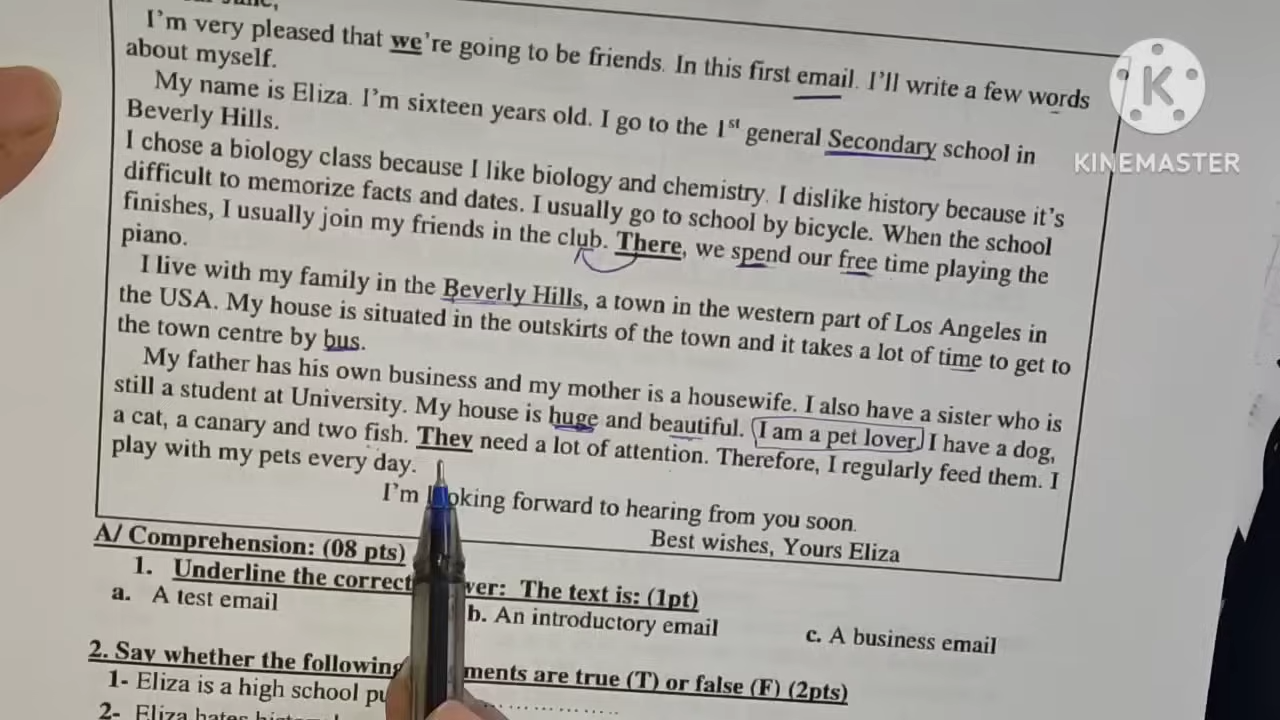 I'm very pleased that we're going to be friends. In this first email. I'll write a few words
about myself.
My name is Eliza. I'm sixteen years old. I go to the 1st general Secondary school in
Beverly Hills.
I chose a biology class because I like biology and chemistry. I dislike history because it's
difficult to memorize facts and dates. I usually go to school by bicycle. When the school
finishes, I usually join my friends in the club. There, we spend our free time playing the
piano.
I live with my family in the Beverly Hills, a town in the western part of Los Angeles in
the USA. My house is situated in the outskirts of the town and it takes a lot of time to get to
the town centre by bus.
My father has his own business and my mother is a housewife. I also have a sister who is
still a student at University. My house is huge and beautiful. I am a pet lover, I have a dog,
a cat, a canary and two fish. They need a lot of attention. Therefore, I regularly feed them. I
play with my pets every day.
I'm looking forward to hearing from you soon.
Best wishes, Yours Eliza
A/ Comprehension: (08 pts)
1. Underline the correct The text is: (1pt)
a. A test email
b. An introductory email
c. A business email
2. Say whether the following are true (T) or false (F) (2pts)
1- Eliza is a high school
2- Eliza hates
K
KINEMASTER